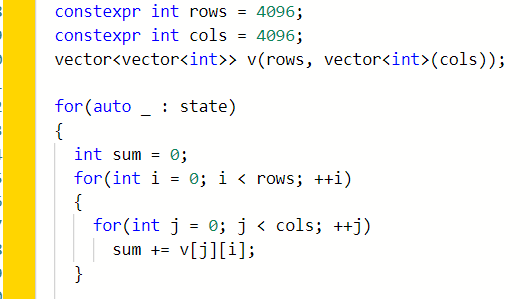 constexpr int rows = 4096;
constexpr int cols = 4096;
vector<vector<int>> v(rows, vector<int>(cols));
for(auto _ : state)
{
int sum = 0;
for(int i = 0; i < rows; ++i)
{
for(int j = 0; j < cols; ++j)
sum += v[j][i];
}